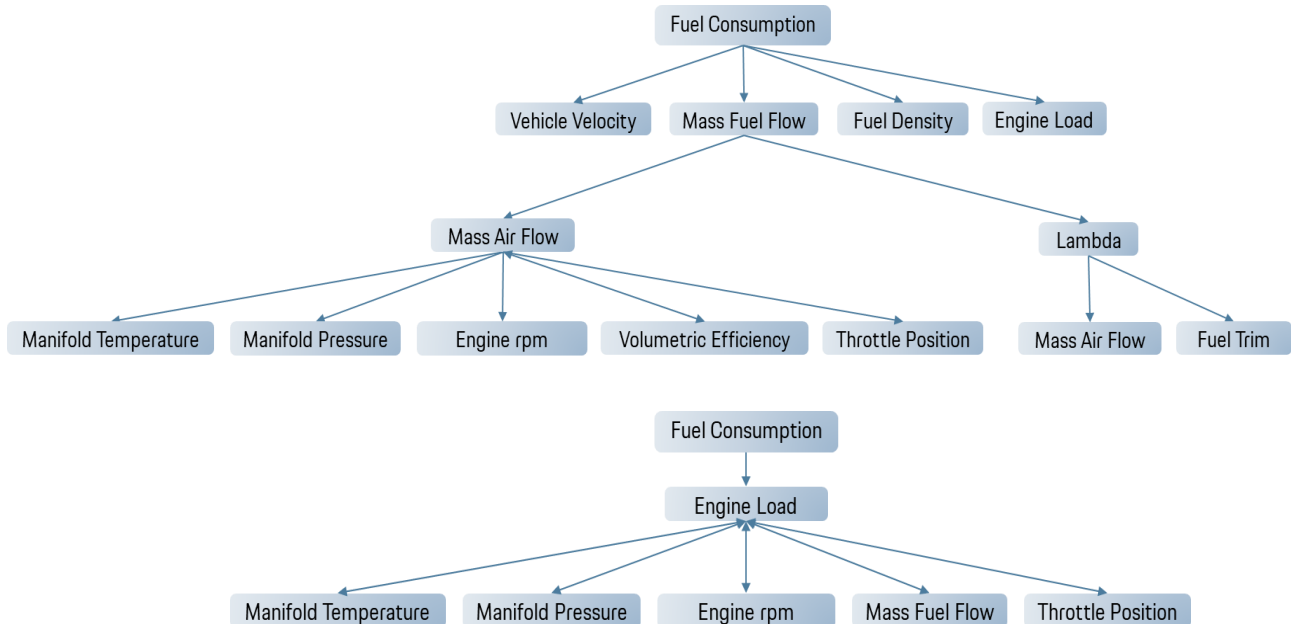 Fuel Consumption
Vehicle Velocity
Mass Fuel Flow
Fuel Density
Engine Load
Mass Air Flow
Lambda
Manifold Temperature
Manifold Pressure
Engine rpm
Volumetric Efficiency
Throttle Position
Mass Air Flow
Fuel Trim
Fuel Consumption
Engine Load
Manifold Temperature
Manifold Pressure
Engine rpm
Mass Fuel Flow
Throttle Position